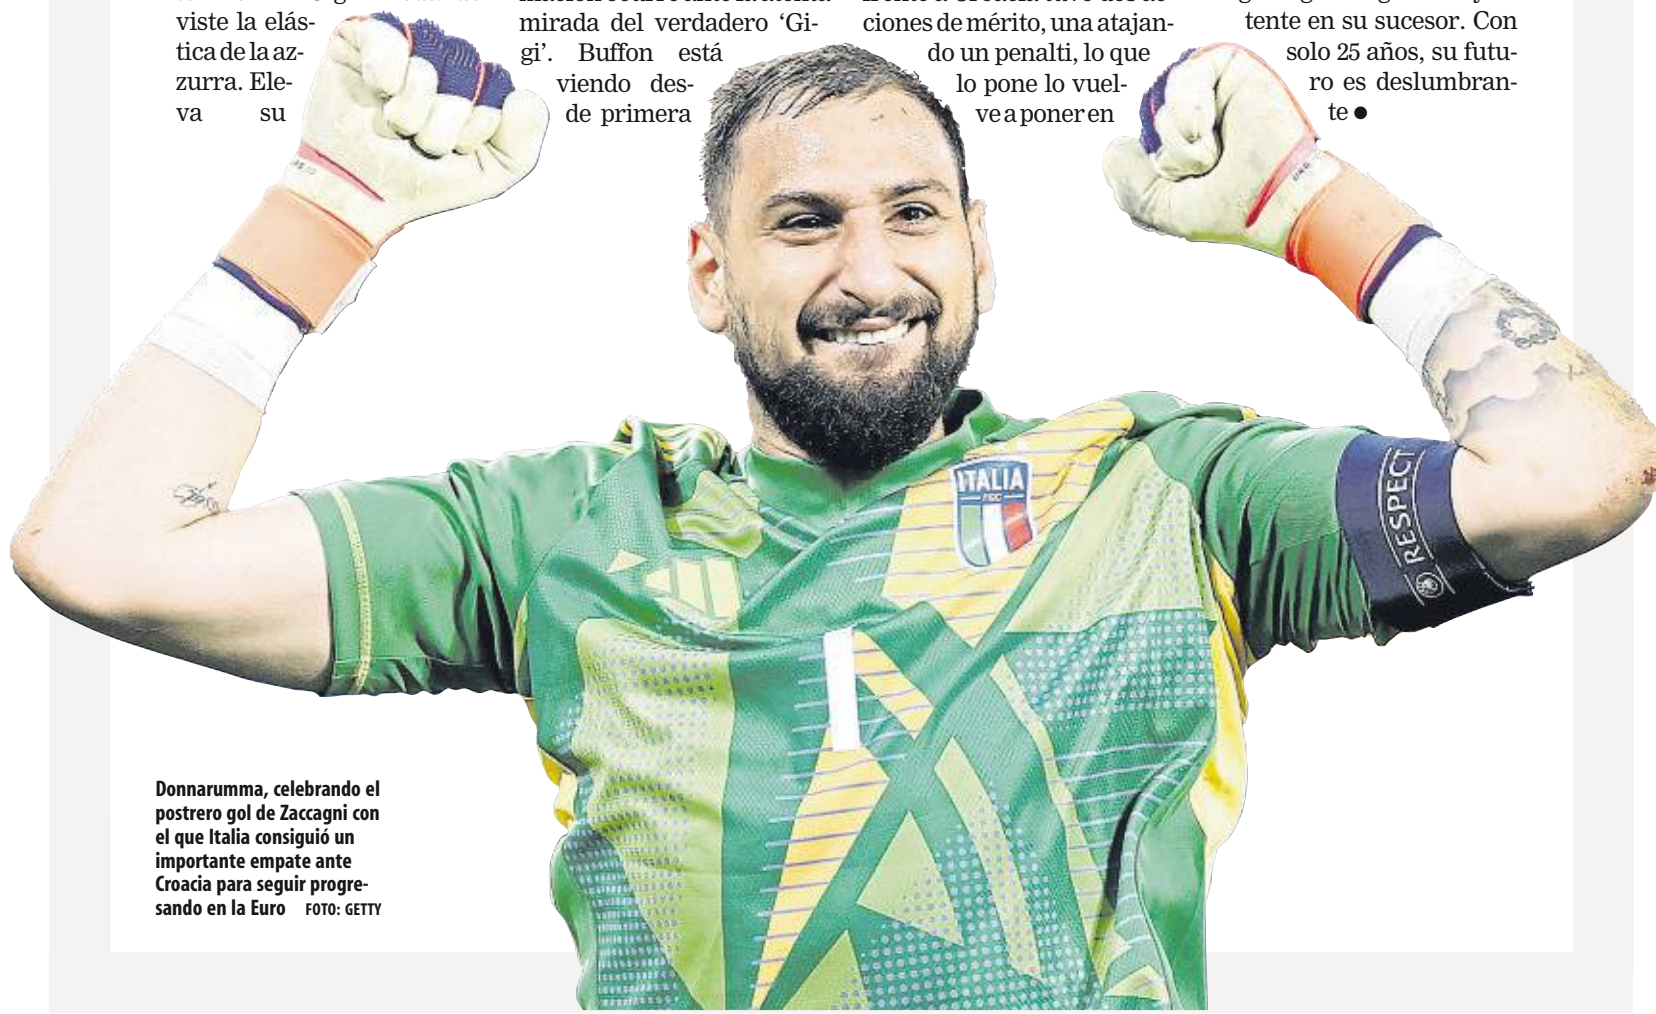 viste la elás-
tica de la az-
zurra. Ele-
va su
mirada del verdadero ‘Gi-
gi’. Buffon está
viendo des-
de primera
ciones de mérito, una atajan-
do un penalti, lo que
lo pone lo vuel-
ve a poner en
tente en su sucesor. Con
solo 25 años, su futu-
ro es deslumbran-
te ●
ITALIA
FIGC
RESPECT
1
Donnarumma, celebrando el
postrero gol de Zaccagni con
el que Italia consiguió un
importante empate ante
Croacia para seguir progre-
sando en la Euro FOTO: GETTY